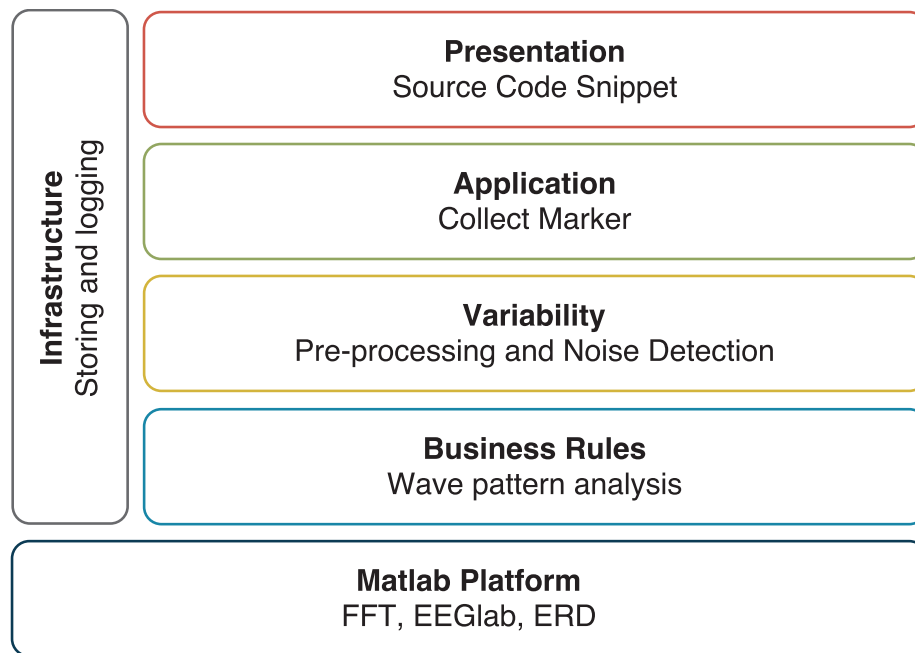 Infrastructure
Storing and logging
Presentation
Source Code Snippet
Application
Collect Marker
Variability
Pre-processing and Noise Detection
Business Rules
Wave pattern analysis
Matlab Platform
FFT, EEGlab, ERD